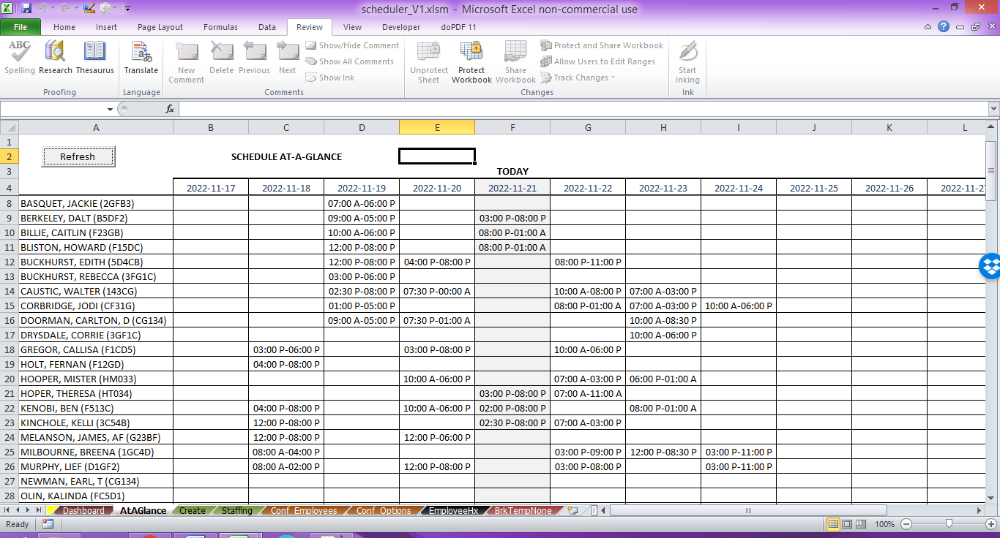 scheduler_V1.xlsm - Microsoft Excel non-commercial use
File Home Insert Page Layout Formulas Data Review View Developer doPDF 11
ABC
Spelling Research Thesaurus Translate New Comment Delete Previous Next Show/Hide Comment Show All Comments Show Ink Unprotect Sheet Protect Workbook Share Workbook Protect and Share Workbook Allow Users to Edit Ranges Track Changes Start Inking
Proofing Language Comments Changes Ink
fx
A B C D E F G H I J K L
1
2 Refresh SCHEDULE AT-A-GLANCE
3 TODAY
4 2022-11-17 2022-11-18 2022-11-19 2022-11-20 2022-11-21 2022-11-22 2022-11-23 2022-11-24 2022-11-25 2022-11-26 2022-11-27
8 BASQUET, JACKIE (2GFB3) 07:00 A-06:00 P
9 BERKELEY, DALT (B5DF2) 09:00 A-05:00 P 03:00 P-08:00 P
10 BILLIE, CAITLIN (F23GB) 10:00 A-06:00 P 08:00 P-01:00 A
11 BLISTON, HOWARD (F15DC) 12:00 P-08:00 P 08:00 P-01:00 A
12 BUCKHURST, EDITH (5D4CB) 12:00 P-08:00 P 04:00 P-08:00 P 08:00 P-11:00 P
13 BUCKHURST, REBECCA (3FG1C) 03:00 P-06:00 P
14 CAUSTIC, WALTER (143CG) 02:30 P-08:00 P 07:30 P-00:00 A 10:00 A-08:00 P 07:00 A-03:00 P
15 CORBRIDGE, JODI (CF31G) 01:00 P-05:00 P 08:00 P-01:00 A 07:00 A-03:00 P 10:00 A-06:00 P
16 DOORMAN, CARLTON, D (CG134) 09:00 A-05:00 P 07:30 P-01:00 A 10:00 A-08:30 P
17 DRYSDALE, CORRIE (3GF1C) 10:00 A-06:00 P
18 GREGOR, CALLISA (F1CD5) 03:00 P-06:00 P 03:00 P-08:00 P 10:00 A-06:00 P
19 HOLT, FERNAN (F12GD) 04:00 P-08:00 P
20 HOOPER, MISTER (HM033) 10:00 A-06:00 P 07:00 A-03:00 P 06:00 P-01:00 A
21 HOPER, THERESA (HT034) 03:00 P-08:00 P 07:00 A-11:00 A
22 KENOBI, BEN (F513C) 04:00 P-08:00 P 10:00 A-06:00 P 02:00 P-08:00 P 08:00 P-01:00 A
23 KINCHOLE, KELLI (3C54B) 12:00 P-08:00 P 02:30 P-08:00 P 07:00 A-03:00 P
24 MELANSON, JAMES, AF (G23BF) 12:00 P-08:00 P 12:00 P-06:00 P
25 MILBOURNE, BREENA (1GC4D) 08:00 A-04:00 P 03:00 P-09:00 P 12:00 P-08:30 P 03:00 P-11:00 P
26 MURPHY, LIEF (D1GF2) 08:00 A-02:00 P 12:00 P-08:00 P 03:00 P-08:00 P 03:00 P-11:00 P
27 NEWMAN, EARL, T (CG134)
28 OLIN, KALINDA (FC5D1)
Dashboard AtAGlance Create Staffing Conf_Employees Conf_Options EmployeeHx BrkTempNone
Ready 100%